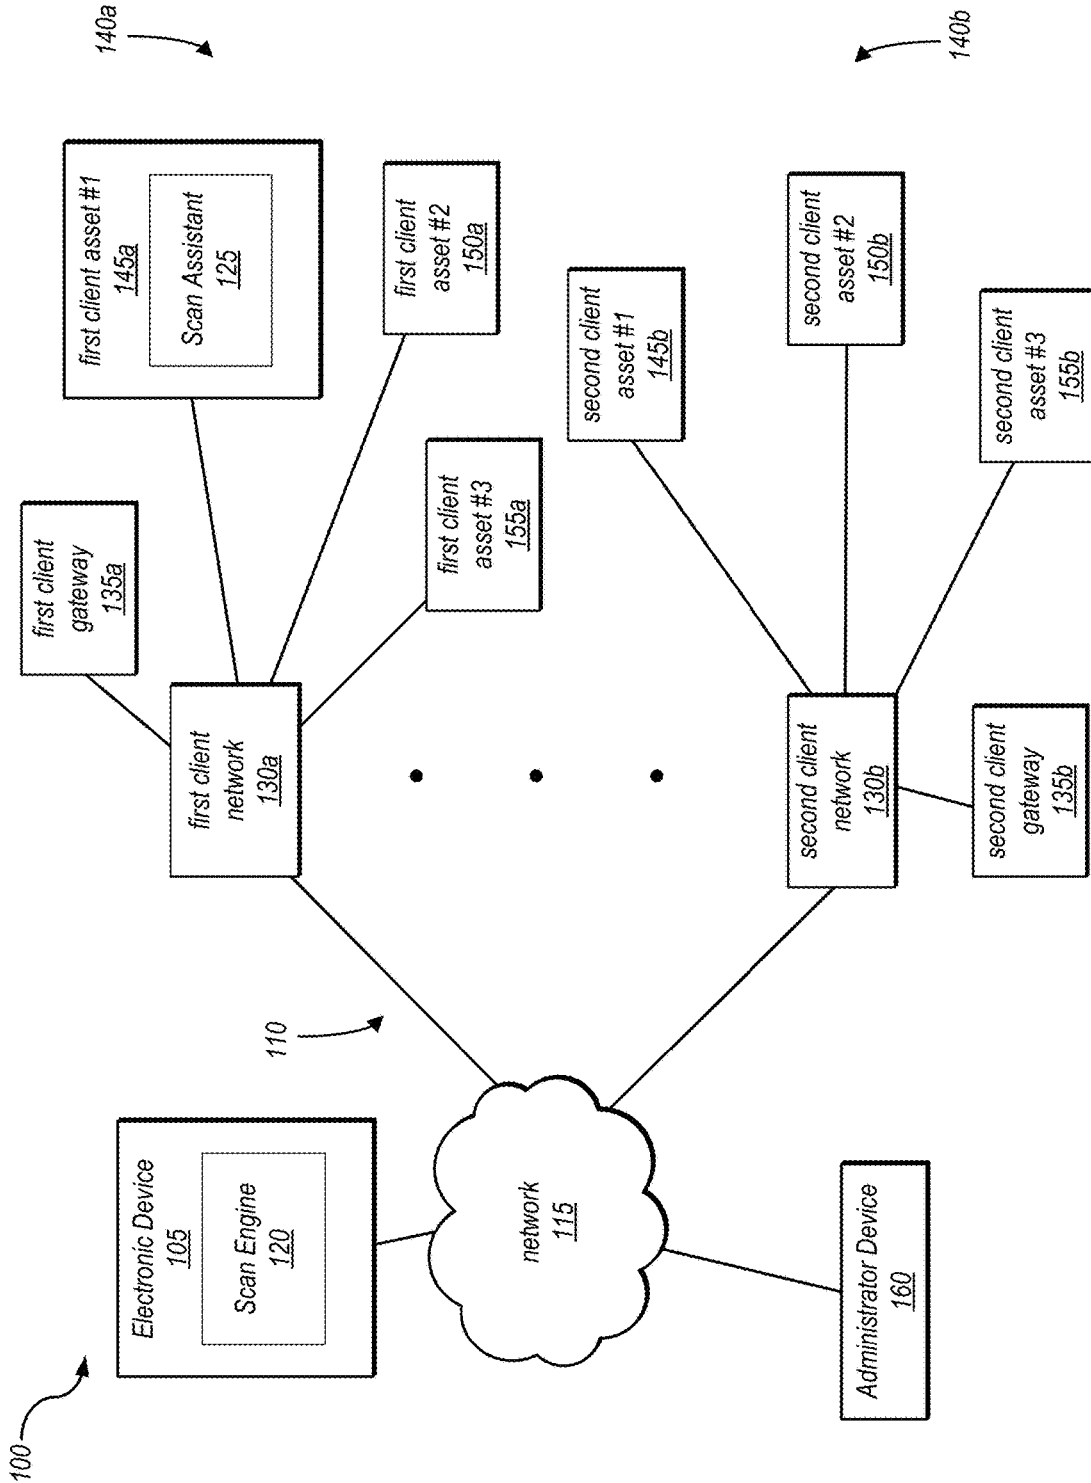 100
Electronic Device
105
Scan Engine
120
110
network
115
Administrator Device
160
first client
network
130a
first client
gateway
135a
140a
first client asset #1
145a
Scan Assistant
125
first client
asset #2
150a
first client
asset #3
155a
second client
network
130b
second client
gateway
135b
140b
second client
asset #1
145b
second client
asset #2
150b
second client
asset #3
155b